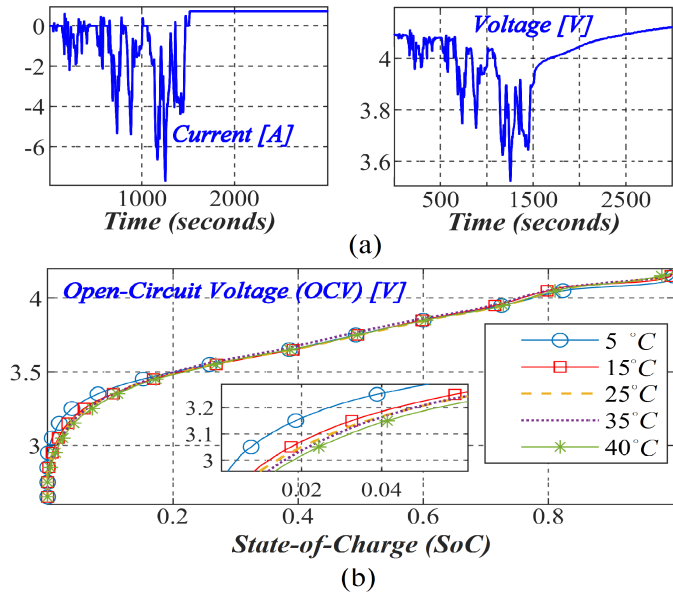 0
-2
-4
-6
Current [A]
1000
2000
Time (seconds)
Voltage [V]
4
3.8
3.6
500
1500
2500
Time (seconds)
(a)
Open-Circuit Voltage (OCV) [V]
4
3.5
3
5 °C
15°C
25°C
35°C
40°C
3.2
3.1
3
0.02
0.04
0.2
0.4
0.6
0.8
State-of-Charge (SoC)
(b)